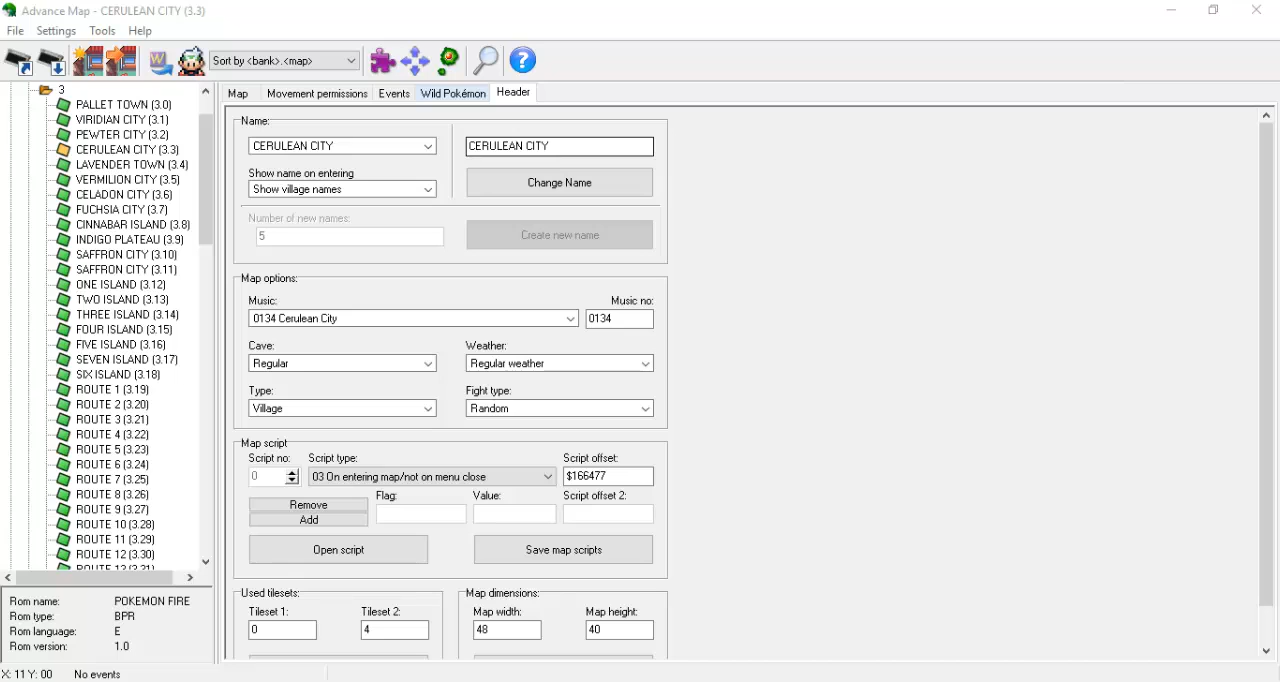 Advance Map - CERULEAN CITY (3.3)
File Settings Tools Help
Sort by <bank>.<map>
3
PALLET TOWN (3.0)
VIRIDIAN CITY (3.1)
PEWTER CITY (3.2)
CERULEAN CITY (3.3)
LAVENDER TOWN (3.4)
VERMILION CITY (3.5)
CELADON CITY (3.6)
FUCHSIA CITY (3.7)
CINNABAR ISLAND (3.8)
INDIGO PLATEAU (3.9)
SAFFRON CITY (3.10)
SAFFRON CITY (3.11)
ONE ISLAND (3.12)
TWO ISLAND (3.13)
THREE ISLAND (3.14)
FOUR ISLAND (3.15)
FIVE ISLAND (3.16)
SEVEN ISLAND (3.17)
SIX ISLAND (3.18)
ROUTE 1 (3.19)
ROUTE 2 (3.20)
ROUTE 3 (3.21)
ROUTE 4 (3.22)
ROUTE 5 (3.23)
ROUTE 6 (3.24)
ROUTE 7 (3.25)
ROUTE 8 (3.26)
ROUTE 9 (3.27)
ROUTE 10 (3.28)
ROUTE 11 (3.29)
ROUTE 12 (3.30)
ROUTE 13 (3.31)
Rom name: POKEMON FIRE
Rom type: BPR
Rom language: E
Rom version: 1.0
X: 11 Y: 00 No events
Map Movement permissions Events Wild Pokémon Header
Name:
CERULEAN CITY CERULEAN CITY
Show name on entering
Show village names
Change Name
Number of new names:
5
Create new name
Map options:
Music: Music no:
0134 Cerulean City 0134
Cave: Weather:
Regular Regular weather
Type: Fight type:
Village Random
Map script
Script no: Script type: Script offset:
0 03 On entering map/not on menu close $166477
Remove
Add
Flag: Value: Script offset 2:
Open script Save map scripts
Used tilesets: Map dimensions:
Tileset 1: Tileset 2: Map width: Map height:
0 4 48 40